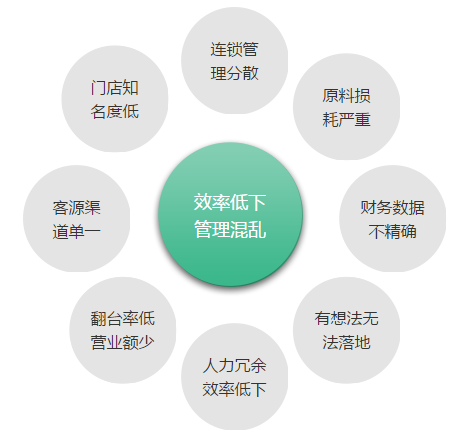 连锁管
理分散
门店知
名度低
原料损
耗严重
效率低下
管理混乱
客源渠
道单一
财务数据
不精确
翻台率低
营业额少
有想法无
法落地
人力冗余
效率低下